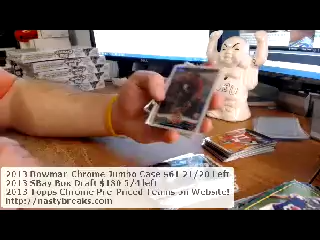 2013 Bowman Chrome Jumbo Case $61 21/20 Left
2013 SBay Box Draft $180 5/4 left
2013 Topps Chrome Pre-Priced Teams on Website!
http://nastybreaks.com